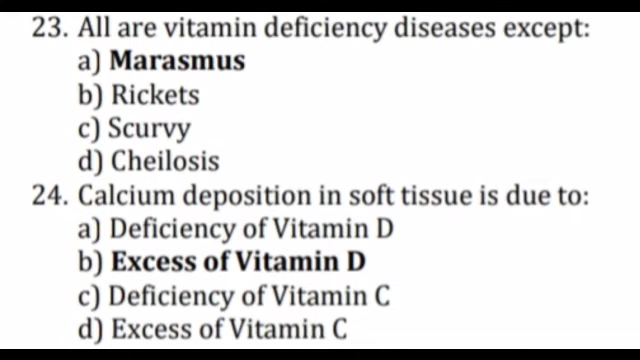 23. All are vitamin deficiency diseases except:
a) Marasmus
b) Rickets
c) Scurvy
d) Cheilosis
24. Calcium deposition in soft tissue is due to:
a) Deficiency of Vitamin D
b) Excess of Vitamin D
c) Deficiency of Vitamin C
d) Excess of Vitamin C